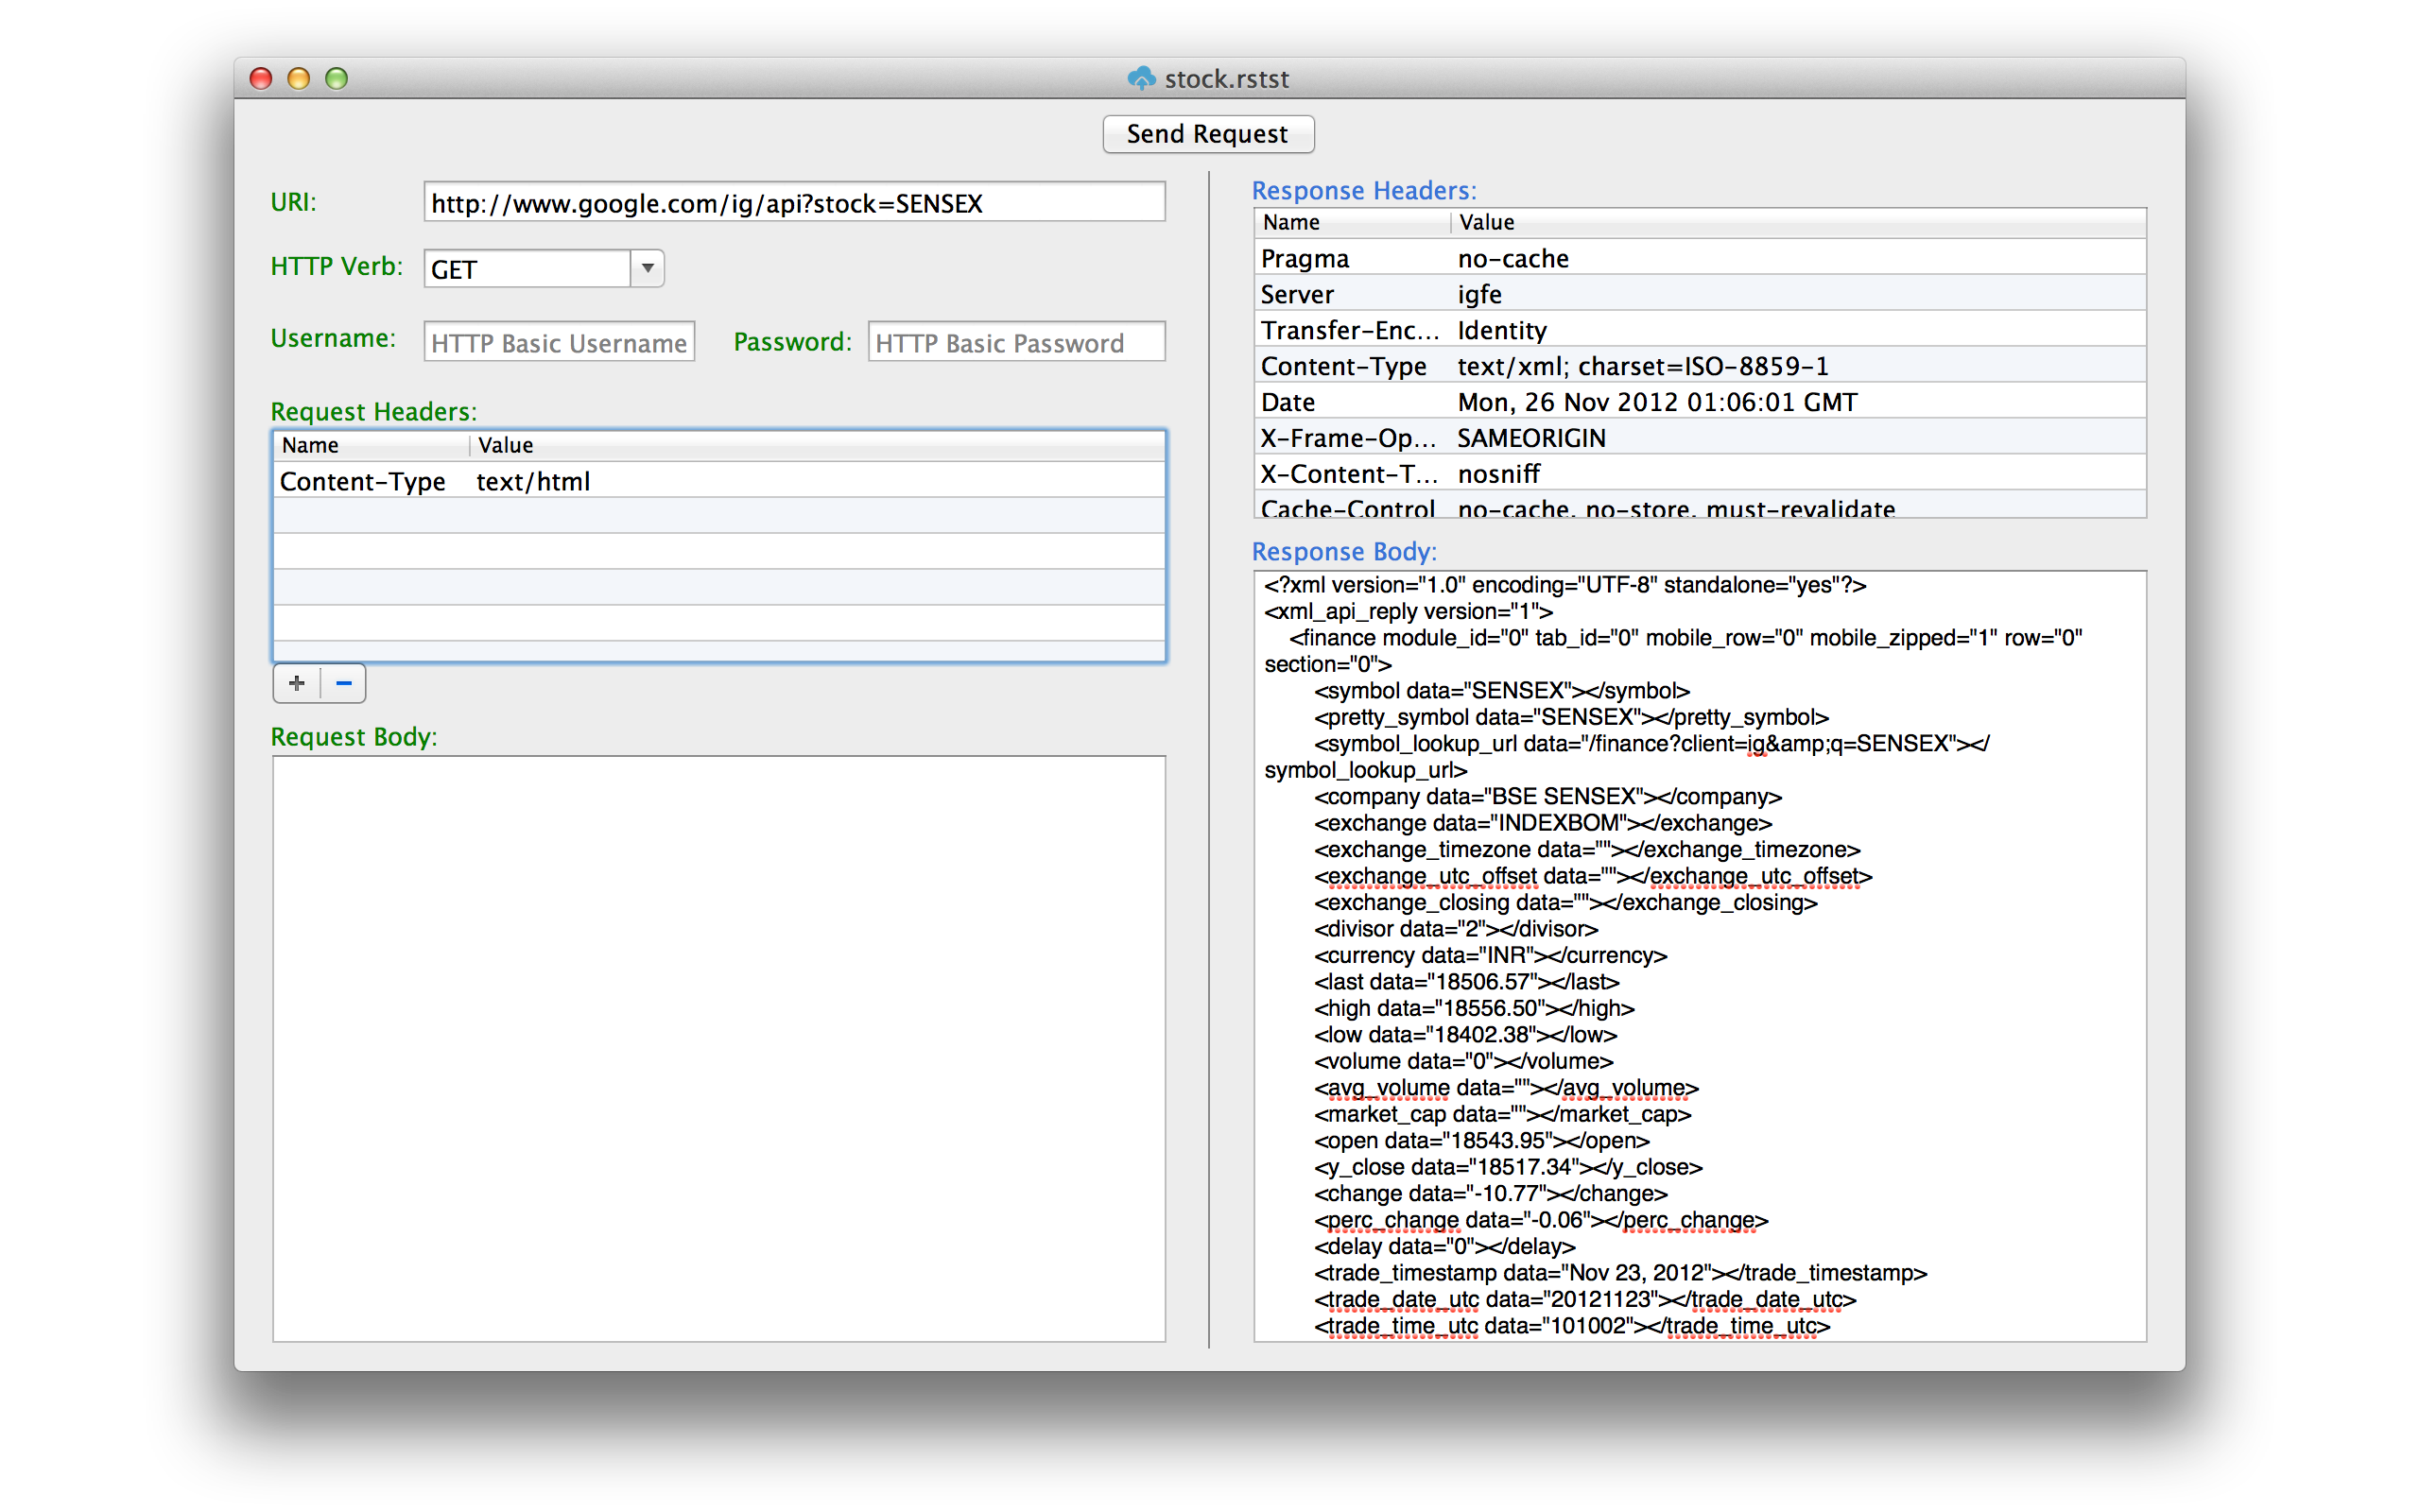 stock.rstst
Send Request
URI:
http://www.google.com/ig/api?stock=SENSEX
HTTP Verb:
GET
Username:
HTTP Basic Username
Password:
HTTP Basic Password
Request Headers:
Name Value
Content-Type text/html
+ −
Request Body:
Response Headers:
Name Value
Pragma no-cache
Server igfe
Transfer-Enc... Identity
Content-Type text/xml; charset=ISO-8859-1
Date Mon, 26 Nov 2012 01:06:01 GMT
X-Frame-Op... SAMEORIGIN
X-Content-T... nosniff
Cache-Control no-cache, no-store, must-revalidate
Response Body:
<?xml version="1.0" encoding="UTF-8" standalone="yes"?>
<xml_api_reply version="1">
<finance module_id="0" tab_id="0" mobile_row="0" mobile_zipped="1" row="0"
section="0">
<symbol data="SENSEX"></symbol>
<pretty_symbol data="SENSEX"></pretty_symbol>
<symbol_lookup_url data="/finance?client=ig&amp;q=SENSEX"></
symbol_lookup_url>
<company data="BSE SENSEX"></company>
<exchange data="INDEXBOM"></exchange>
<exchange_timezone data=""></exchange_timezone>
<exchange_utc_offset data=""></exchange_utc_offset>
<exchange_closing data=""></exchange_closing>
<divisor data="2"></divisor>
<currency data="INR"></currency>
<last data="18506.57"></last>
<high data="18556.50"></high>
<low data="18402.38"></low>
<volume data="0"></volume>
<avg_volume data=""></avg_volume>
<market_cap data=""></market_cap>
<open data="18543.95"></open>
<y_close data="18517.34"></y_close>
<change data="-10.77"></change>
<perc_change data="-0.06"></perc_change>
<delay data="0"></delay>
<trade_timestamp data="Nov 23, 2012"></trade_timestamp>
<trade_date_utc data="20121123"></trade_date_utc>
<trade_time_utc data="101002"></trade_time_utc>